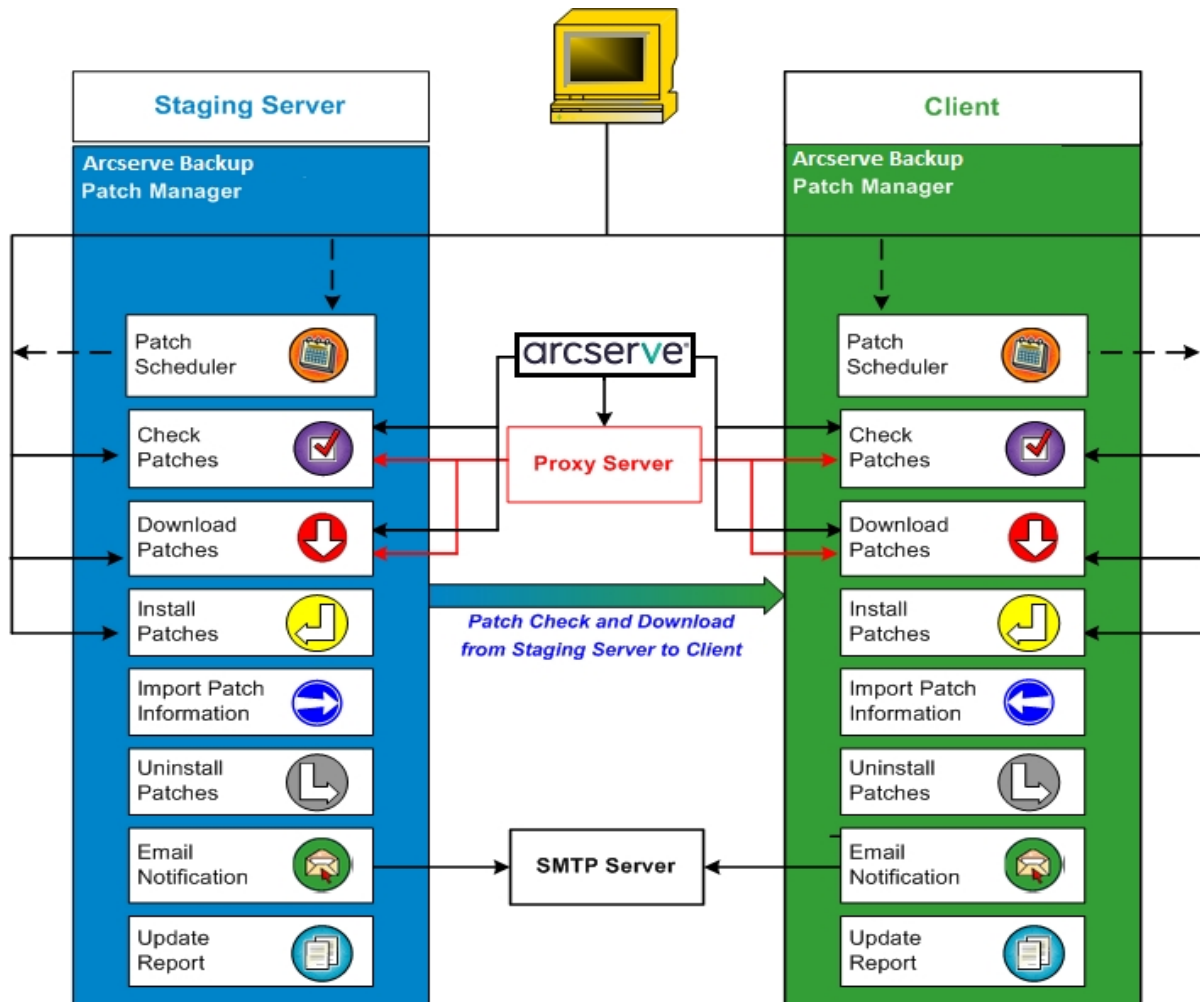 Staging Server
Arcserve Backup
Patch Manager
Patch
Scheduler
Check
Patches
Download
Patches
Install
Patches
Import Patch
Information
Uninstall
Patches
Email
Notification
Update
Report
arcserve®
Proxy Server
Patch Check and Download
from Staging Server to Client
SMTP Server
Client
Arcserve Backup
Patch Manager
Patch
Scheduler
Check
Patches
Download
Patches
Install
Patches
Import Patch
Information
Uninstall
Patches
Email
Notification
Update
Report